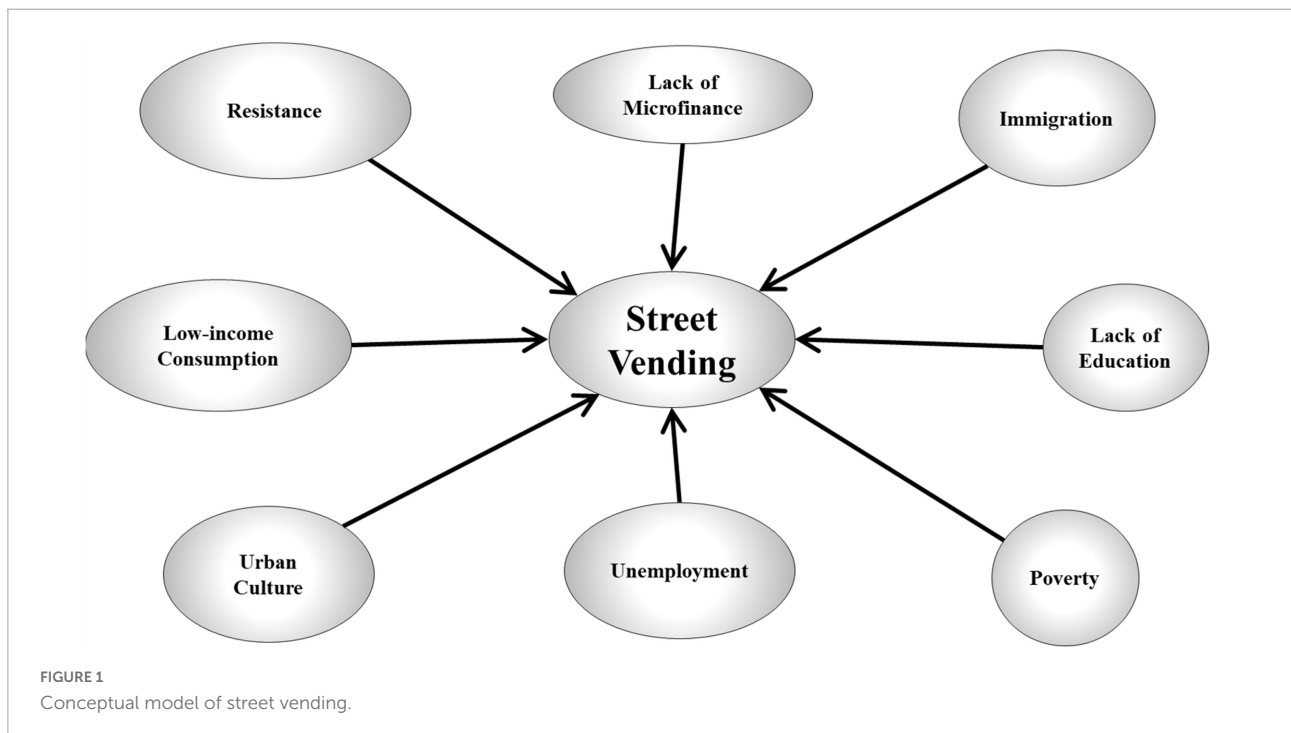 Resistance
Lack of
Microfinance
Immigration
Low-income
Consumption
Street
Vending
Lack of
Education
Urban
Culture
Unemployment
Poverty
FIGURE 1
Conceptual model of street vending.